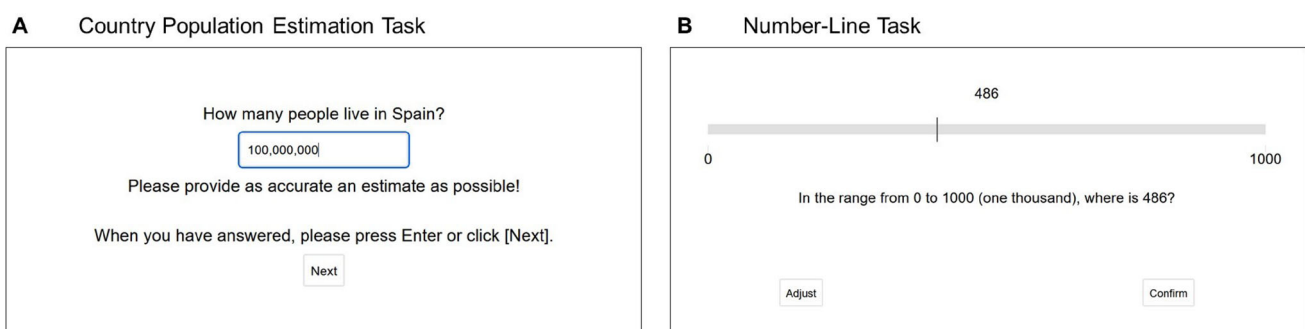 A Country Population Estimation Task
How many people live in Spain?
100,000,000
Please provide as accurate an estimate as possible!
When you have answered, please press Enter or click [Next].
Next
B Number-Line Task
486
0 1000
In the range from 0 to 1000 (one thousand), where is 486?
Adjust Confirm